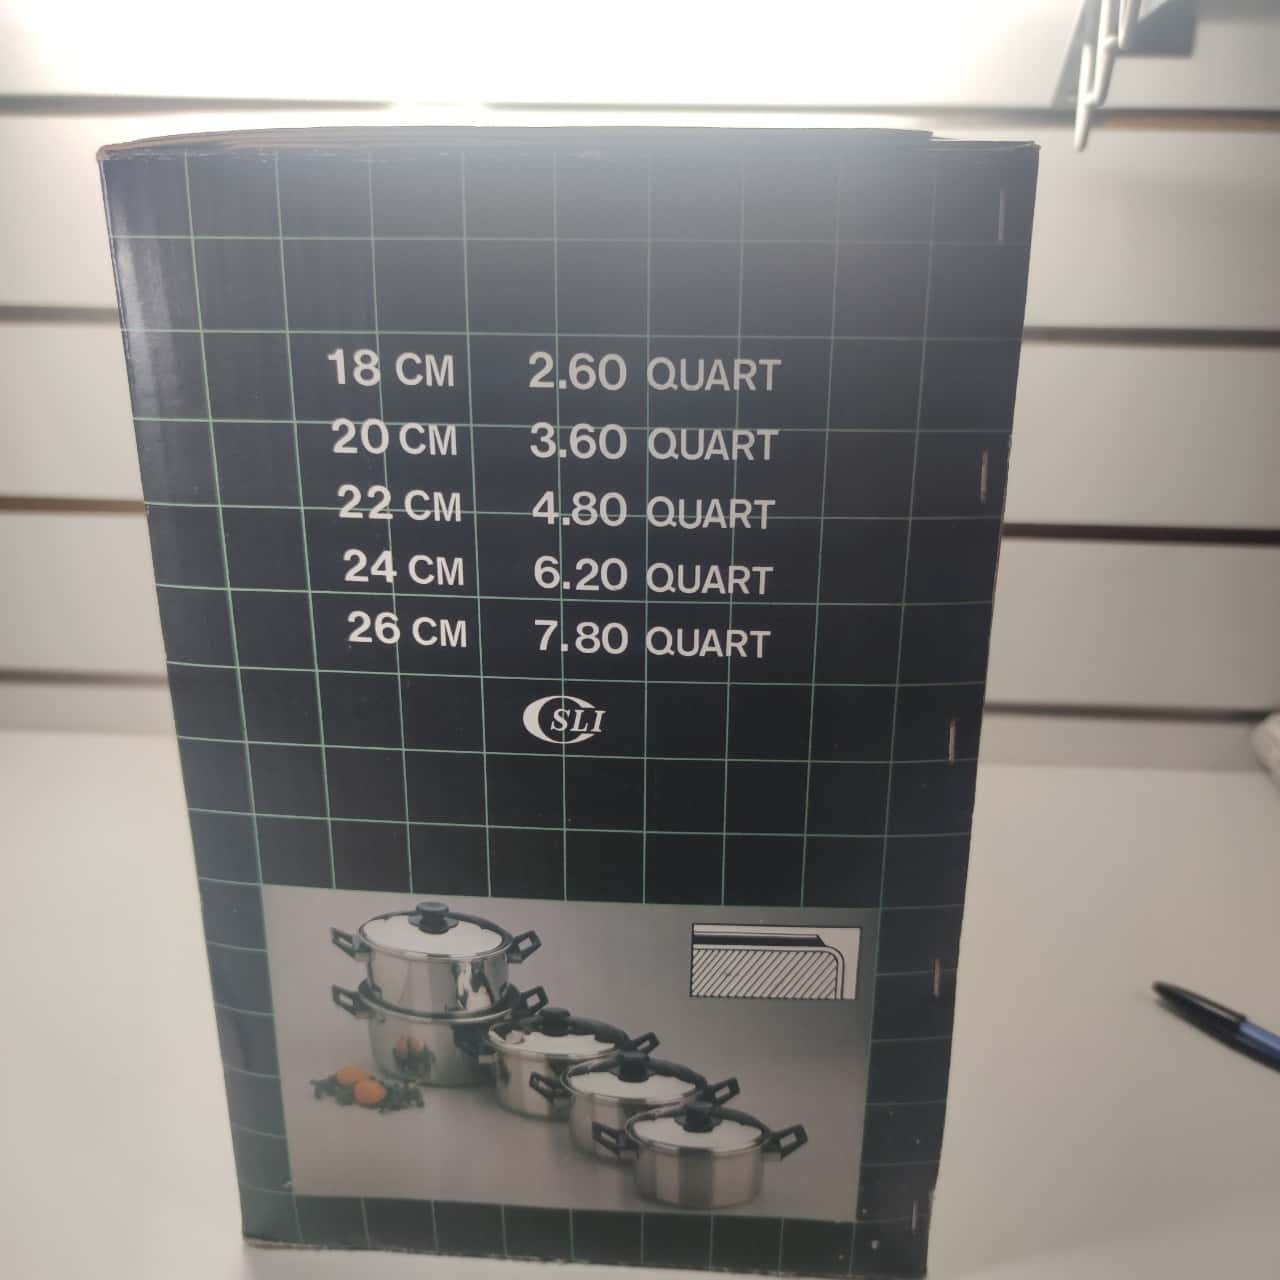 18 CM 2.60 QUART
20 CM 3.60 QUART
22 CM 4.80 QUART
24 CM 6.20 QUART
26 CM 7.80 QUART
CSLI